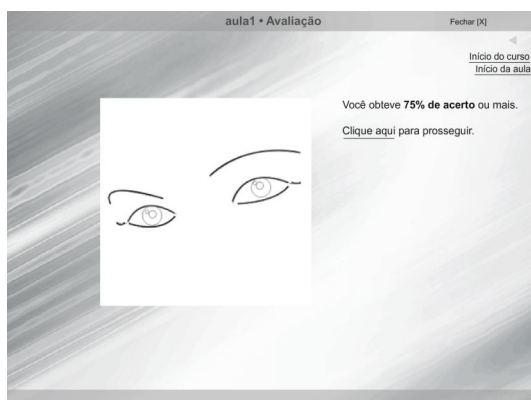 aula1 • Avaliação
Fechar [X]
Início do curso
Início da aula
Você obteve 75% de acerto ou mais.
Clique aqui para prosseguir.